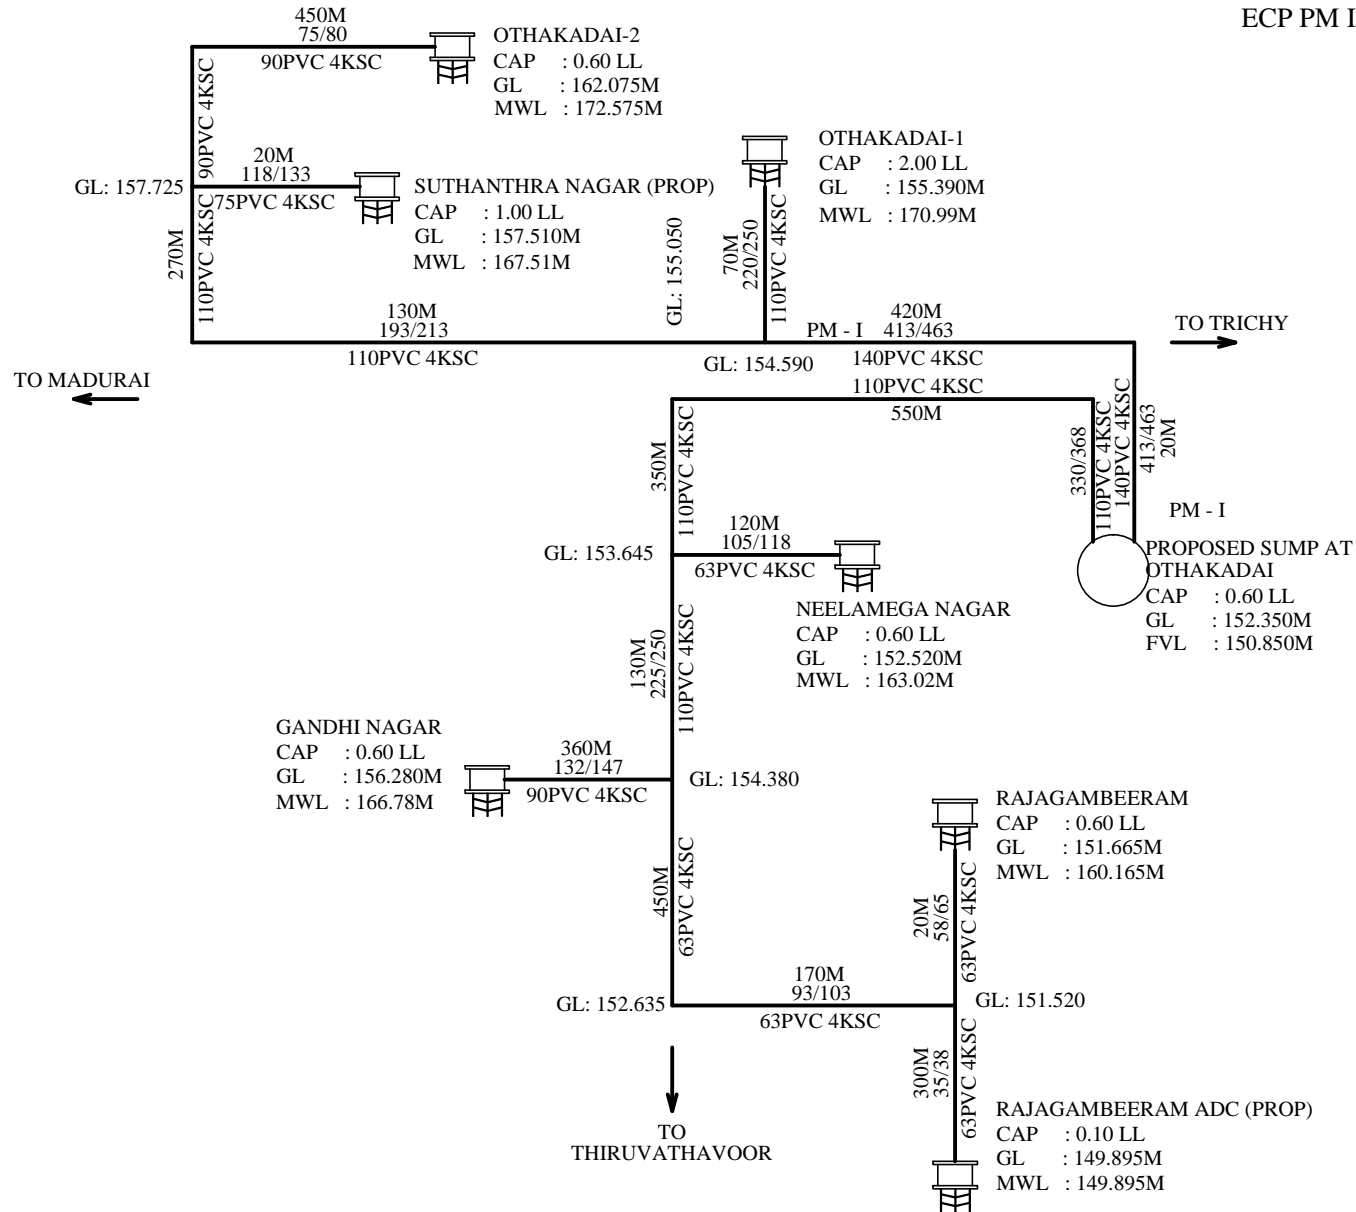 ECP PM I
450M
75/80
90PVC 4KSC
OTHAKADAI-2
CAP : 0.60 LL
GL : 162.075M
MWL : 172.575M
90PVC 4KSC
20M
118/133
75PVC 4KSC
GL: 157.725
SUTHANTHRA NAGAR (PROP)
CAP : 1.00 LL
GL : 157.510M
MWL : 167.51M
OTHAKADAI-1
CAP : 2.00 LL
GL : 155.390M
MWL : 170.99M
270M
110PVC 4KSC
GL: 155.050
70M
220/250
110PVC 4KSC
130M
193/213
110PVC 4KSC
PM - I
420M
413/463
140PVC 4KSC
GL: 154.590
TO TRICHY
TO MADURAI
110PVC 4KSC
550M
350M
110PVC 4KSC
330/368
110PVC 4KSC
140PVC 4KSC
413/463
20M
PM - I
GL: 153.645
120M
105/118
63PVC 4KSC
PROPOSED SUMP AT
OTHAKADAI
CAP : 0.60 LL
GL : 152.350M
FVL : 150.850M
NEELAMEGA NAGAR
CAP : 0.60 LL
GL : 152.520M
MWL : 163.02M
130M
225/250
110PVC 4KSC
GANDHI NAGAR
CAP : 0.60 LL
GL : 156.280M
MWL : 166.78M
360M
132/147
90PVC 4KSC
GL: 154.380
RAJAGAMBEERAM
CAP : 0.60 LL
GL : 151.665M
MWL : 160.165M
450M
63PVC 4KSC
20M
58/65
63PVC 4KSC
GL: 152.635
170M
93/103
63PVC 4KSC
GL: 151.520
300M
35/38
63PVC 4KSC
RAJAGAMBEERAM ADC (PROP)
CAP : 0.10 LL
GL : 149.895M
MWL : 149.895M
TO
THIRUVATHAVOOR